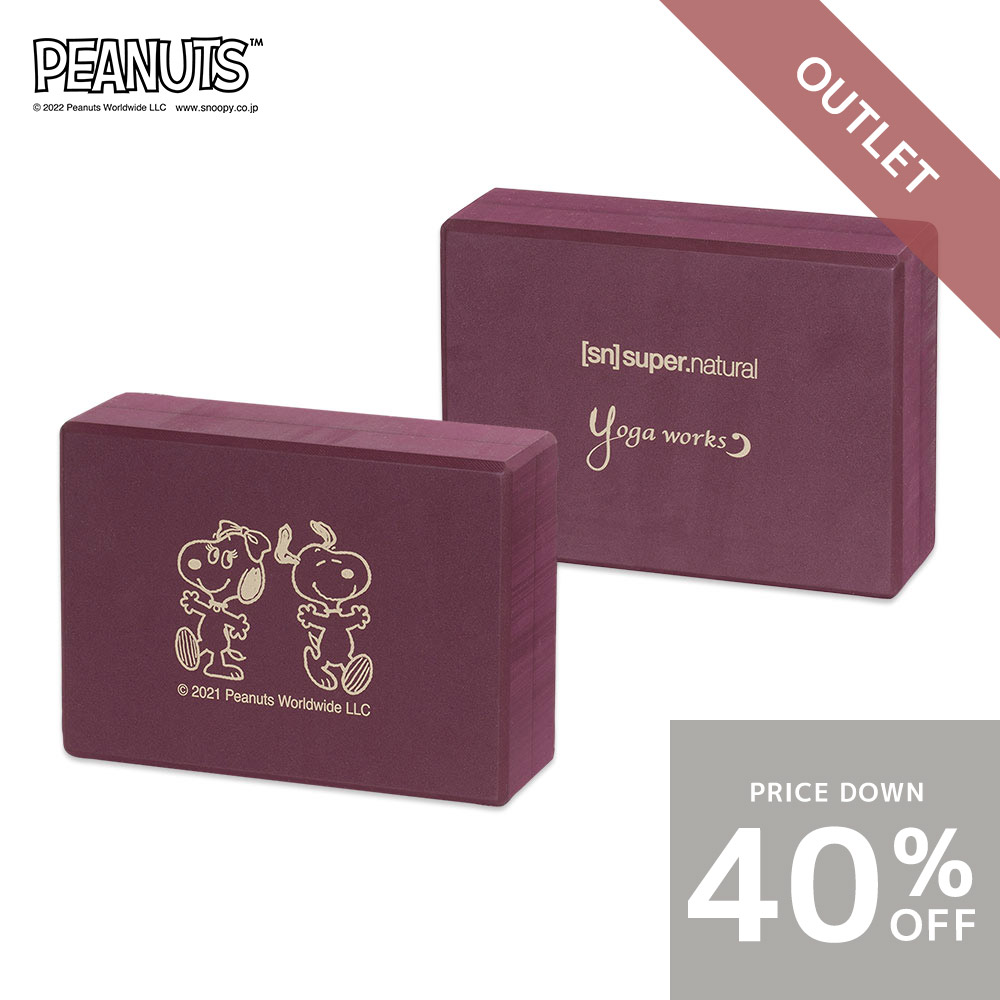 PEANUTS™
© 2022 Peanuts Worldwide LLC www.snoopy.co.jp
OUTLET
[sn]super.natural
Yoga works
© 2021 Peanuts Worldwide LLC
PRICE DOWN
40%
OFF